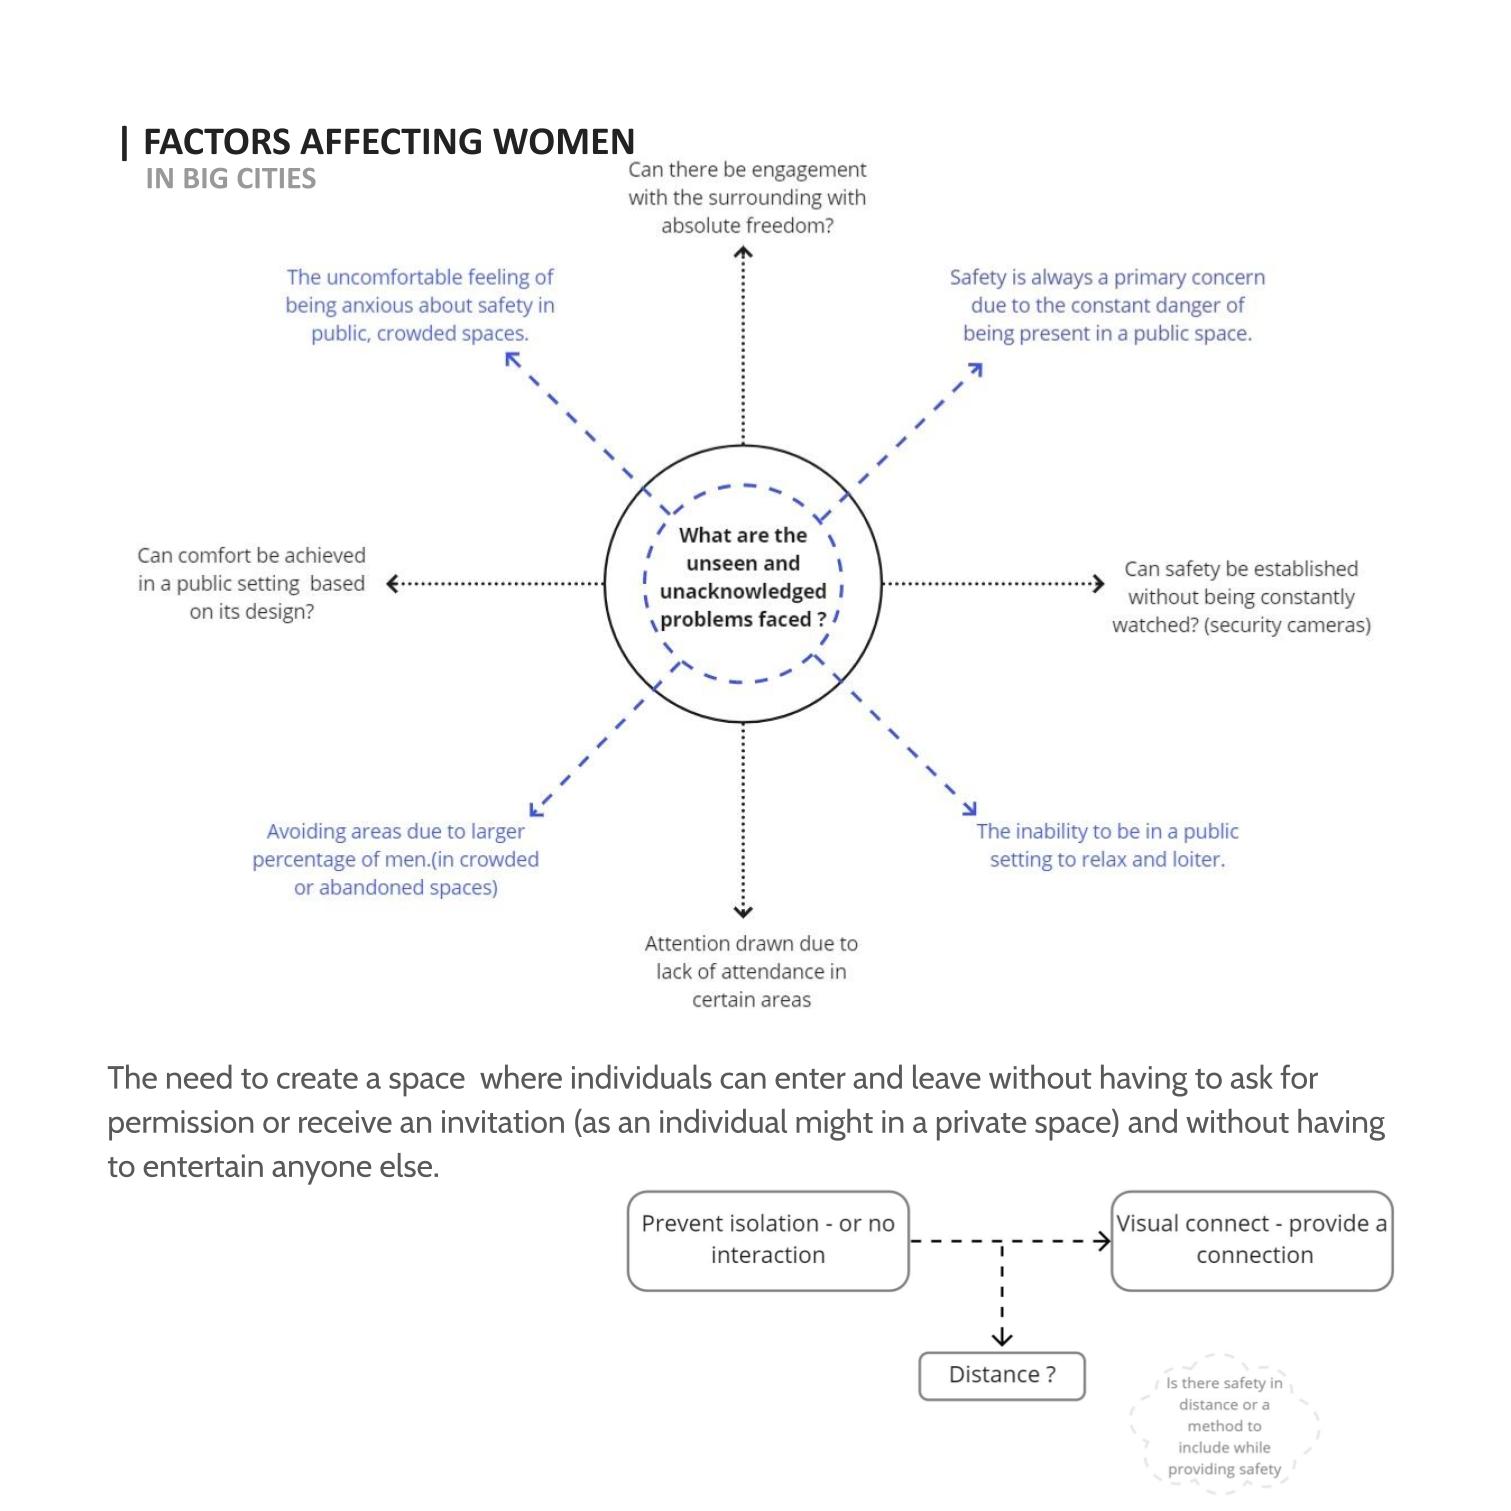 | FACTORS AFFECTING WOMEN
IN BIG CITIES
Can there be engagement
with the surrounding with
absolute freedom?
The uncomfortable feeling of
being anxious about safety in
public, crowded spaces.
Safety is always a primary concern
due to the constant danger of
being present in a public space.
What are the
unseen and
unacknowledged
problems faced ?
Can comfort be achieved
in a public setting  based
on its design?
Can safety be established
without being constantly
watched? (security cameras)
Avoiding areas due to larger
percentage of men.(in crowded
or abandoned spaces)
The inability to be in a public
setting to relax and loiter.
Attention drawn due to
lack of attendance in
certain areas
The need to create a space  where individuals can enter and leave without having to ask for
permission or receive an invitation (as an individual might in a private space) and without having
to entertain anyone else.
Prevent isolation - or no
interaction
Visual connect - provide a
connection
Distance ?
Is there safety in
distance or a
method to
include while
providing safety